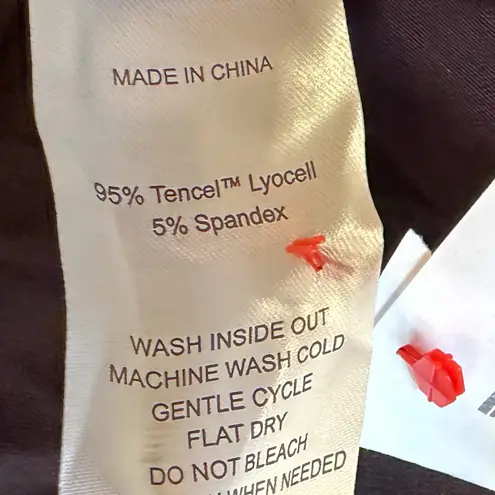 MADE IN CHINA
95% Tencel™ Lyocell
5% Spandex
WASH INSIDE OUT
MACHINE WASH COLD
GENTLE CYCLE
FLAT DRY
DO NOT BLEACH
WHEN NEEDED